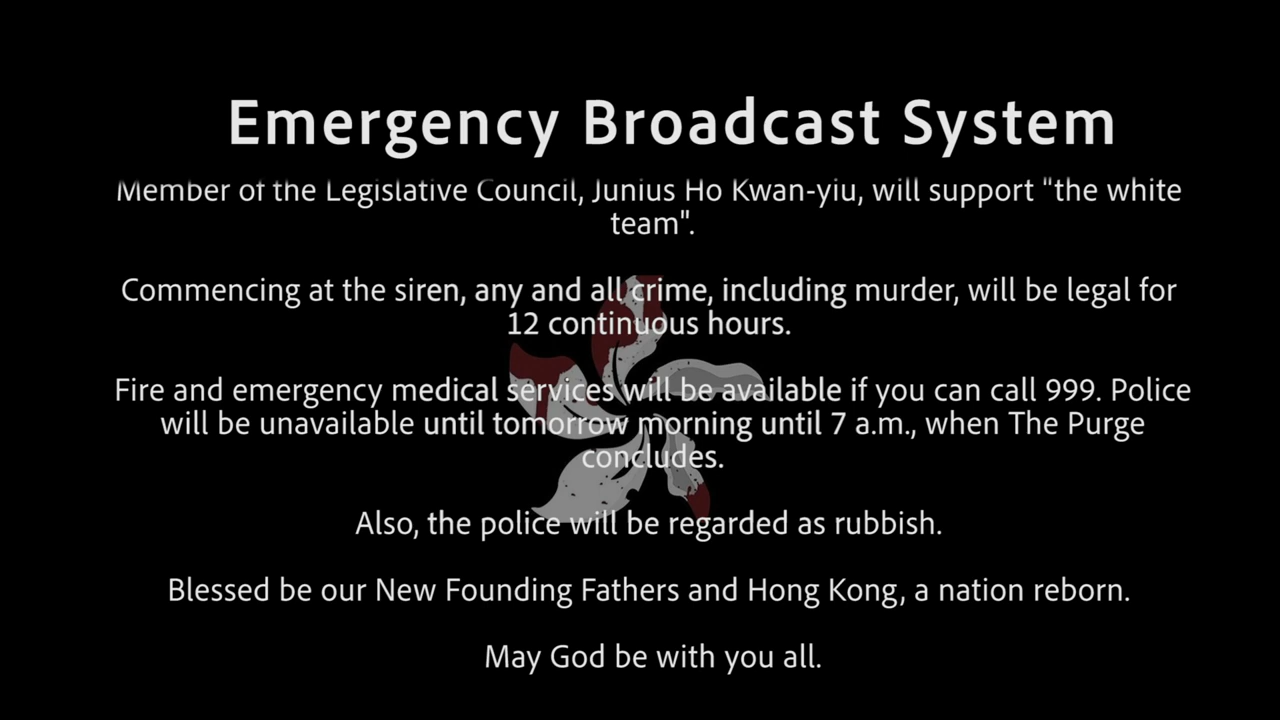 Emergency Broadcast System
Member of the Legislative Council, Junius Ho Kwan-yiu, will support "the white
team".
Commencing at the siren, any and all crime, including murder, will be legal for
12 continuous hours.
Fire and emergency medical services will be available if you can call 999. Police
will be unavailable until tomorrow morning until 7 a.m., when The Purge
concludes.
Also, the police will be regarded as rubbish.
Blessed be our New Founding Fathers and Hong Kong, a nation reborn.
May God be with you all.